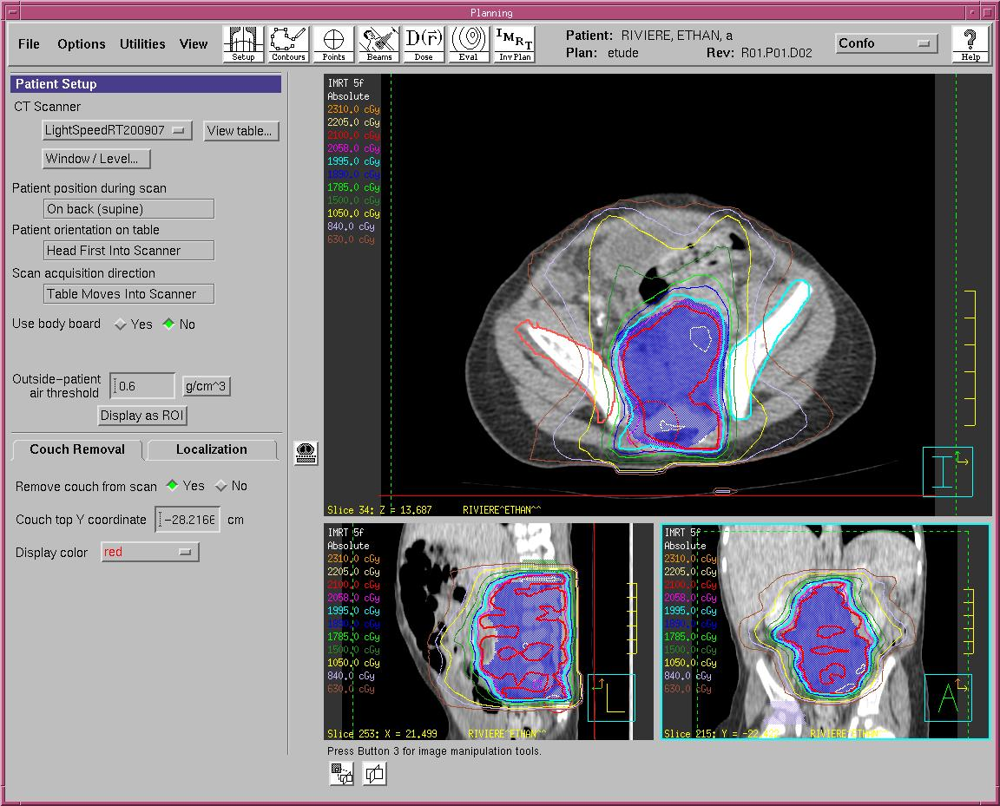 Planning
File Options Utilities View
Setup Contours Points Beams D(r) Dose Eval IMRT Inv Plan
Patient: RIVIERE, ETHAN, a
Plan: etude Rev: R01.P01.D02
Confo
? Help
Patient Setup
CT Scanner
LightSpeedRT200907 View table...
Window / Level...
Patient position during scan
On back (supine)
Patient orientation on table
Head First Into Scanner
Scan acquisition direction
Table Moves Into Scanner
Use body board Yes No
Outside-patient
air threshold 0.6 g/cm^3
Display as ROI
Couch Removal Localization
Remove couch from scan Yes No
Couch top Y coordinate -28.2166 cm
Display color red
IMRT 5f
Absolute
2310.0 cGy
2205.0 cGy
2100.0 cGy
2058.0 cGy
1995.0 cGy
1890.0 cGy
1785.0 cGy
1500.0 cGy
1050.0 cGy
840.0 cGy
630.0 cGy
I
Slice 34: Z = 13.687 RIVIERE^ETHAN^^
IMRT 5f
Absolute
2310.0 cGy
2205.0 cGy
2100.0 cGy
2058.0 cGy
1995.0 cGy
1890.0 cGy
1785.0 cGy
1500.0 cGy
1050.0 cGy
840.0 cGy
630.0 cGy
L
Slice 253: X = 21.499 RIVIERE^ETHAN^^
IMRT 5f
Absolute
2310.0 cGy
2205.0 cGy
2100.0 cGy
2058.0 cGy
1995.0 cGy
1890.0 cGy
1785.0 cGy
1500.0 cGy
1050.0 cGy
840.0 cGy
630.0 cGy
A
Slice 215: Y = RIVIERE^ETHAN^^
Press Button 3 for image manipulation tools.